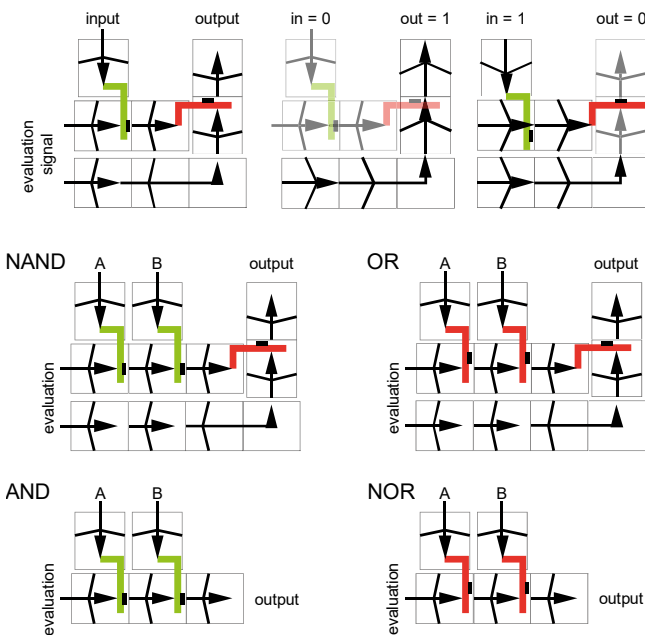 input output in = 0 out = 1 in = 1 out = 0
evaluation
signal
NAND A B output OR A B output
evaluation evaluation
AND A B NOR A B
evaluation output evaluation output